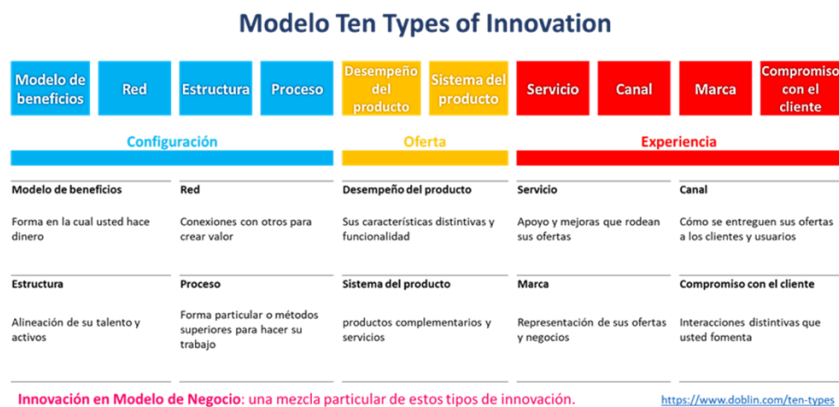 Modelo Ten Types of Innovation
Modelo de
beneficios
Red
Estructura
Proceso
Desempeño
del
producto
Sistema del
producto
Servicio
Canal
Marca
Compromiso
con el
cliente
Configuración
Oferta
Experiencia
Modelo de beneficios
Forma en la cual usted hace
dinero
Red
Conexiones con otros para
crear valor
Desempeño del producto
Sus características distintivas y
funcionalidad
Servicio
Apoyo y mejoras que rodean
sus ofertas
Canal
Cómo se entreguen sus ofertas
a los clientes y usuarios
Estructura
Alineación de su talento y
activos
Proceso
Forma particular o métodos
superiores para hacer su
trabajo
Sistema del producto
productos complementarios y
servicios
Marca
Representación de sus ofertas
y negocios
Compromiso con el cliente
Interacciones distintivas que
usted fomenta
Innovación en Modelo de Negocio: una mezcla particular de estos tipos de innovación.
https://www.doblin.com/ten-types